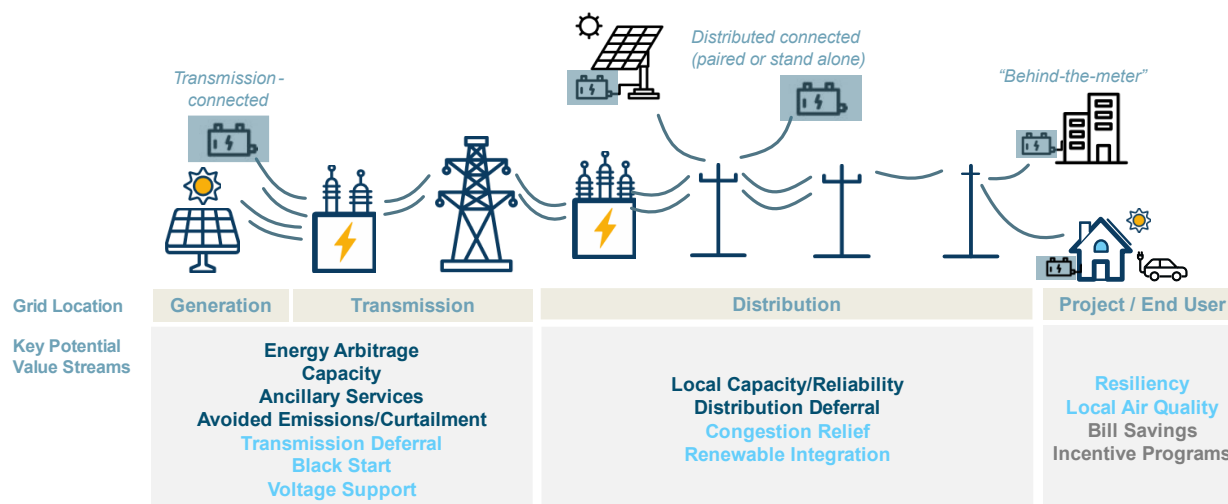 Transmission-
connected
Distributed connected
(paired or stand alone)
“Behind-the-meter”
Grid Location
Generation
Transmission
Distribution
Project / End User
Key Potential
Value Streams
Energy Arbitrage
Capacity
Ancillary Services
Avoided Emissions/Curtailment
Transmission Deferral
Black Start
Voltage Support
Local Capacity/Reliability
Distribution Deferral
Congestion Relief
Renewable Integration
Resiliency
Local Air Quality
Bill Savings
Incentive Programs